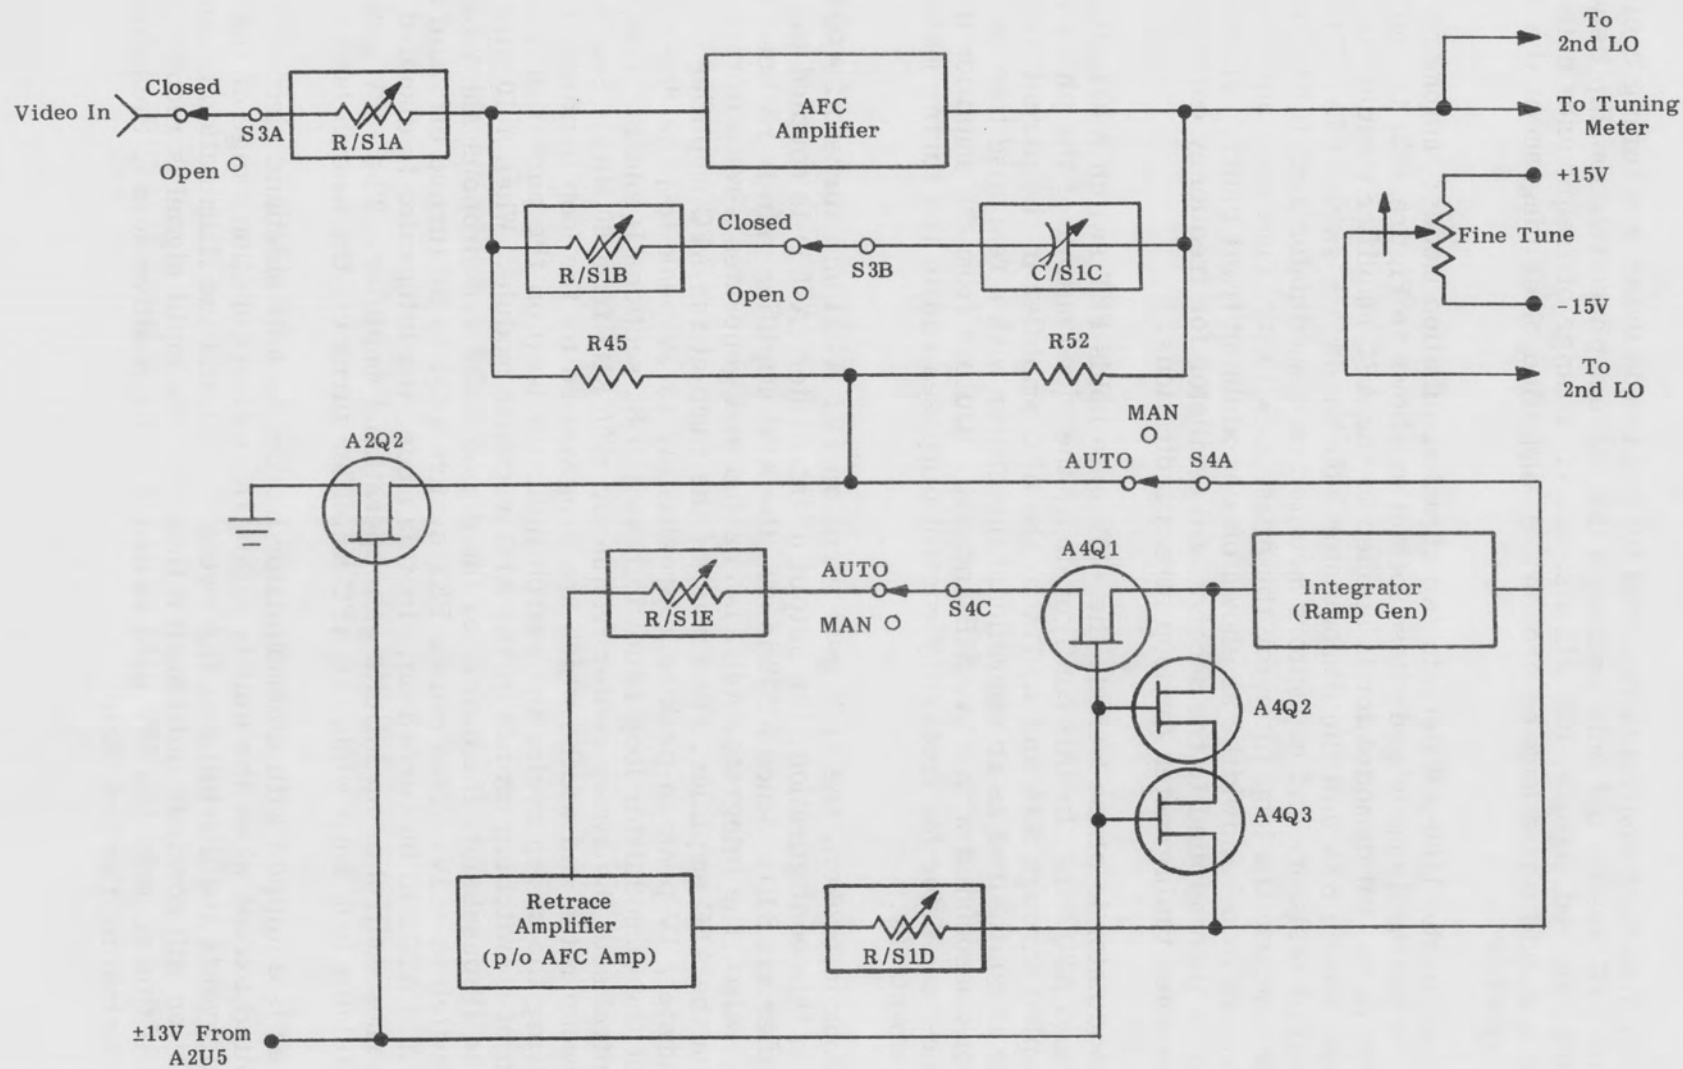 To
2nd LO
Closed
Video In
S3A
R/S1A
Open
AFC
Amplifier
To Tuning
Meter
+15V
Fine Tune
-15V
To
2nd LO
R/S1B
Closed
S3B
Open
C/S1C
R45
R52
MAN
AUTO
S4A
A2Q2
R/S1E
AUTO
S4C
MAN
A4Q1
Integrator
(Ramp Gen)
A4Q2
A4Q3
Retrace
Amplifier
(p/o AFC Amp)
R/S1D
±13V From
A2U5